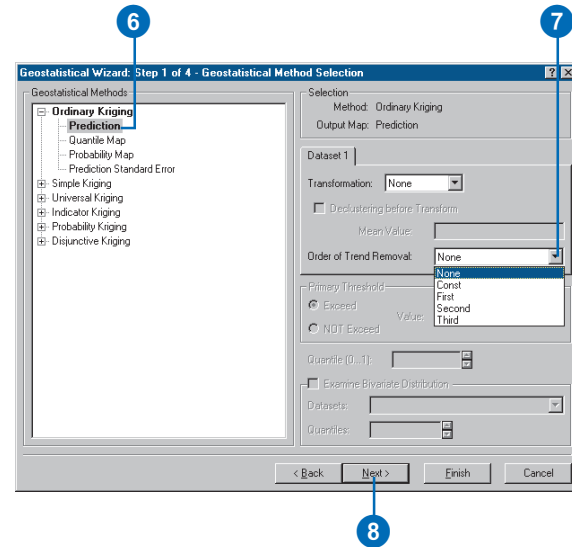 6
7
Geostatistical Wizard: Step 1 of 4 - Geostatistical Method Selection
Geostatistical Methods
Ordinary Kriging
Prediction
Quantile Map
Probability Map
Prediction Standard Error
Simple Kriging
Universal Kriging
Indicator Kriging
Probability Kriging
Disjunctive Kriging
Selection
Method: Ordinary Kriging
Output Map: Prediction
Dataset 1
Transformation: None
Declustering before Transform
Mean Value:
Order of Trend Removal: None
None
Const
First
Second
Third
Primary Threshold
Exceed
Value:
NOT Exceed
Quantile (0...1):
Examine Bivariate Distribution
Datasets:
Quantiles:
< Back
Next >
Finish
Cancel
8